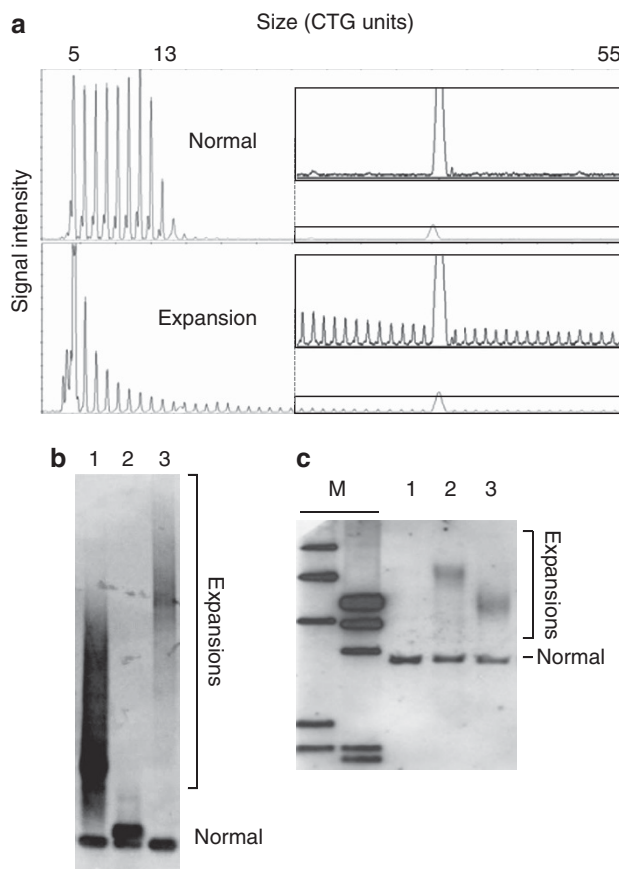 a
Size (CTG units)
5 13 55
Signal intensity
Normal
Expansion
b
1 2 3
Expansions
Normal
c
M 1 2 3
Expansions
Normal